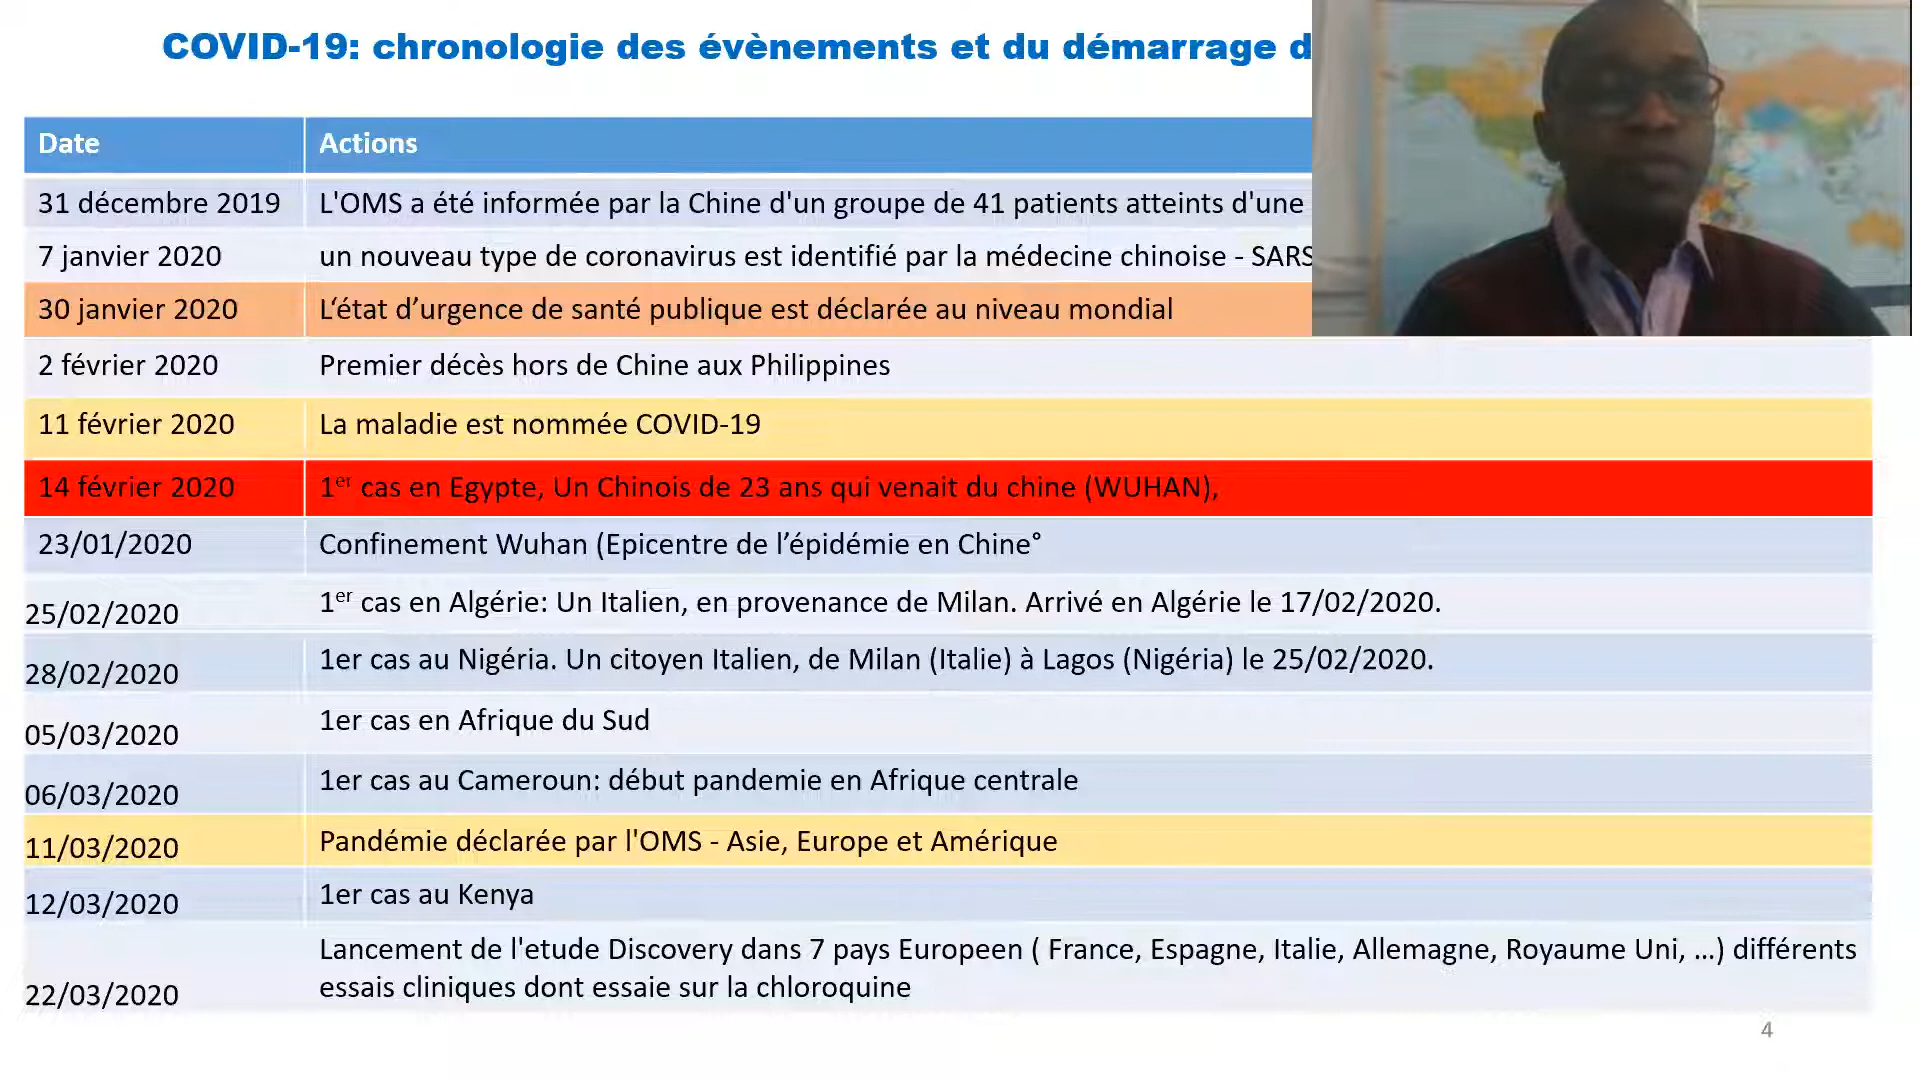 COVID-19: chronologie des évènements et du démarrage d
Date Actions
31 décembre 2019 L'OMS a été informée par la Chine d'un groupe de 41 patients atteints d'une
7 janvier 2020 un nouveau type de coronavirus est identifié par la médecine chinoise - SARS
30 janvier 2020 L‘état d’urgence de santé publique est déclarée au niveau mondial
2 février 2020 Premier décès hors de Chine aux Philippines
11 février 2020 La maladie est nommée COVID-19
14 février 2020 1er cas en Egypte, Un Chinois de 23 ans qui venait du chine (WUHAN),
23/01/2020 Confinement Wuhan (Epicentre de l’épidémie en Chine°
25/02/2020 1er cas en Algérie: Un Italien, en provenance de Milan. Arrivé en Algérie le 17/02/2020.
28/02/2020 1er cas au Nigéria. Un citoyen Italien, de Milan (Italie) à Lagos (Nigéria) le 25/02/2020.
05/03/2020 1er cas en Afrique du Sud
06/03/2020 1er cas au Cameroun: début pandemie en Afrique centrale
11/03/2020 Pandémie déclarée par l'OMS - Asie, Europe et Amérique
12/03/2020 1er cas au Kenya
22/03/2020 Lancement de l'etude Discovery dans 7 pays Europeen ( France, Espagne, Italie, Allemagne, Royaume Uni, ...) différents
essais cliniques dont essaie sur la chloroquine
4